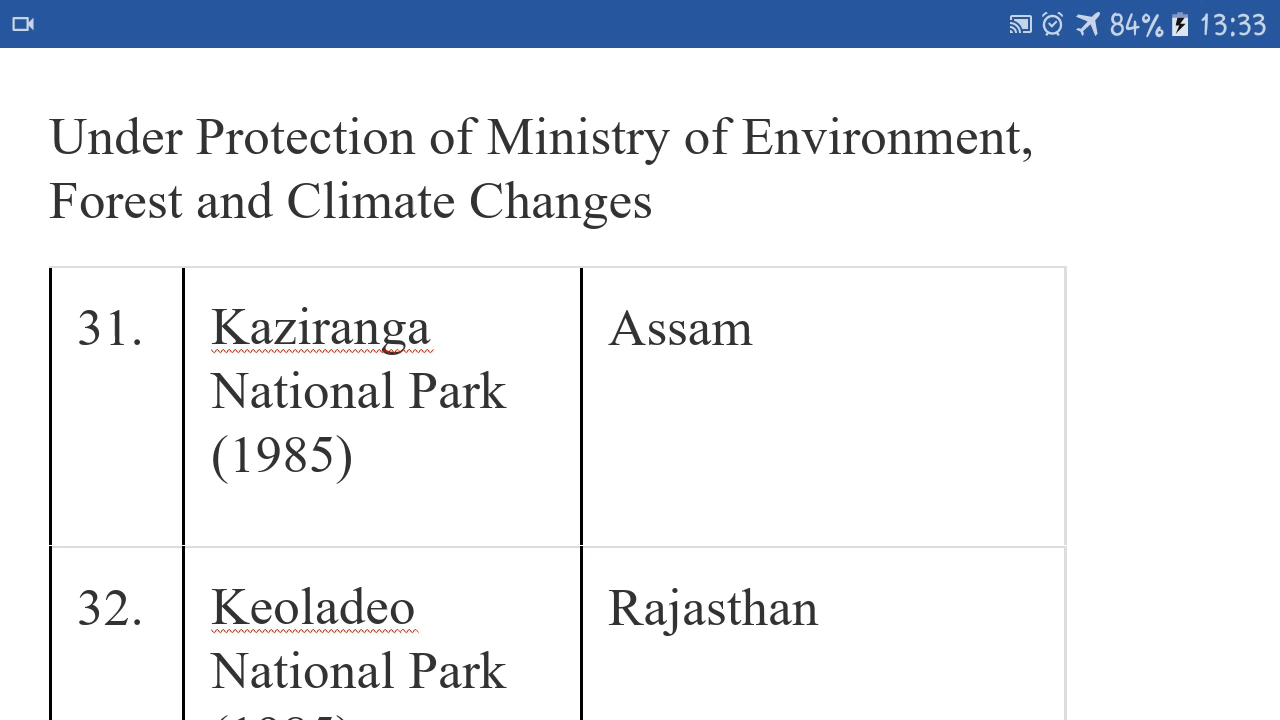 84% 13:33
Under Protection of Ministry of Environment,
Forest and Climate Changes
31.
Kaziranga
National Park
(1985)
Assam
32.
Keoladeo
National Park
Rajasthan